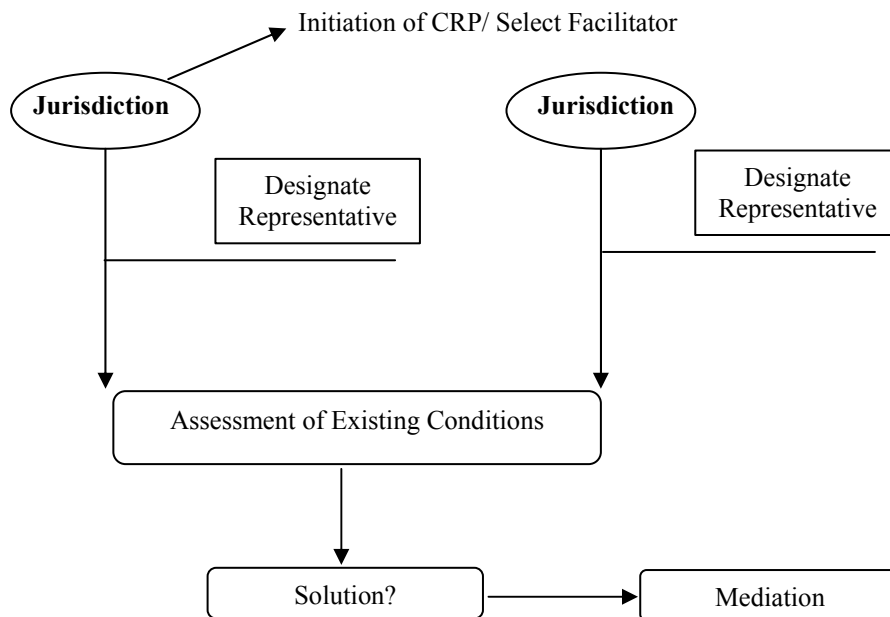 Initiation of CRP/ Select Facilitator
Jurisdiction
Jurisdiction
Designate
Representative
Designate
Representative
Assessment of Existing Conditions
Solution?
Mediation